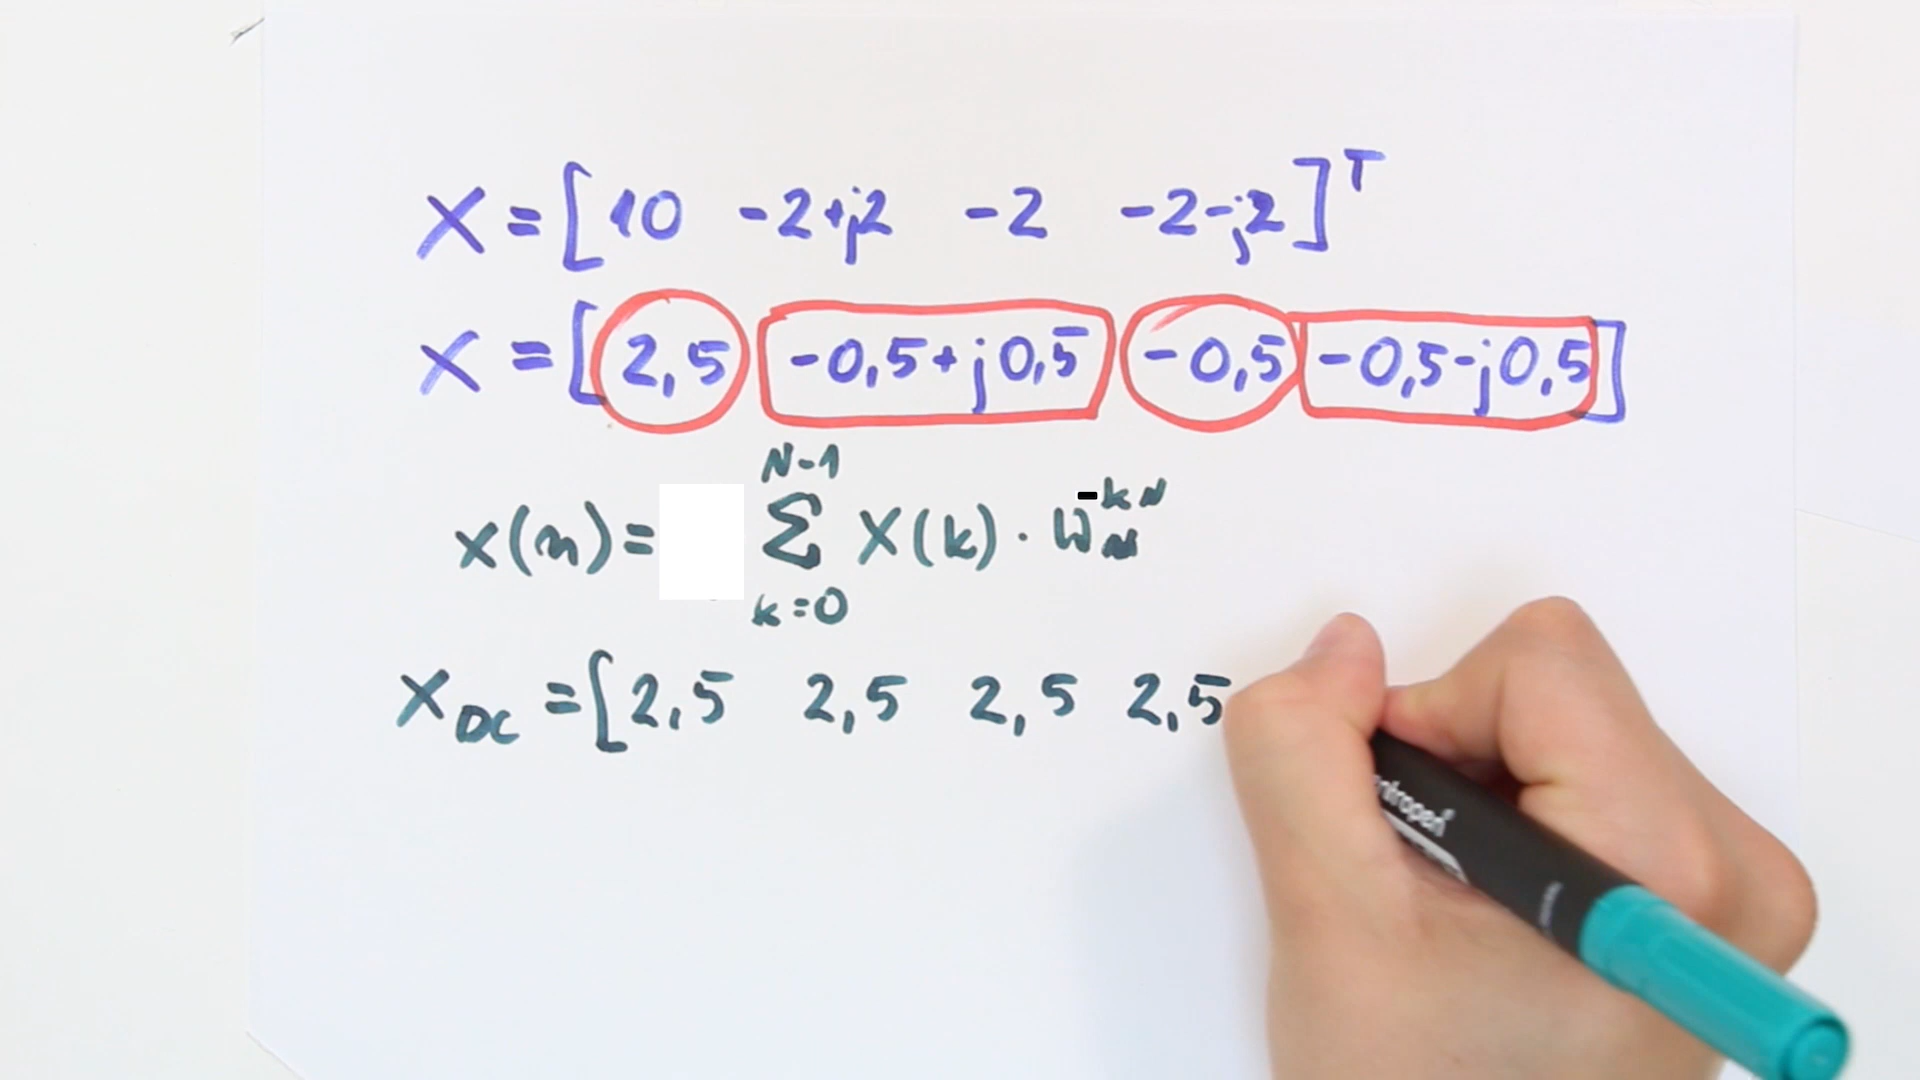 X = [ 10 -2+j2 -2 -2-j2 ]ᵀ
X = [ 2,5 -0,5+j0,5 -0,5 -0,5-j0,5 ]
N-1
x(n) = Σ X(k) · W_N^-kN
k=0
X_DC = [ 2,5 2,5 2,5 2,5
ntropen